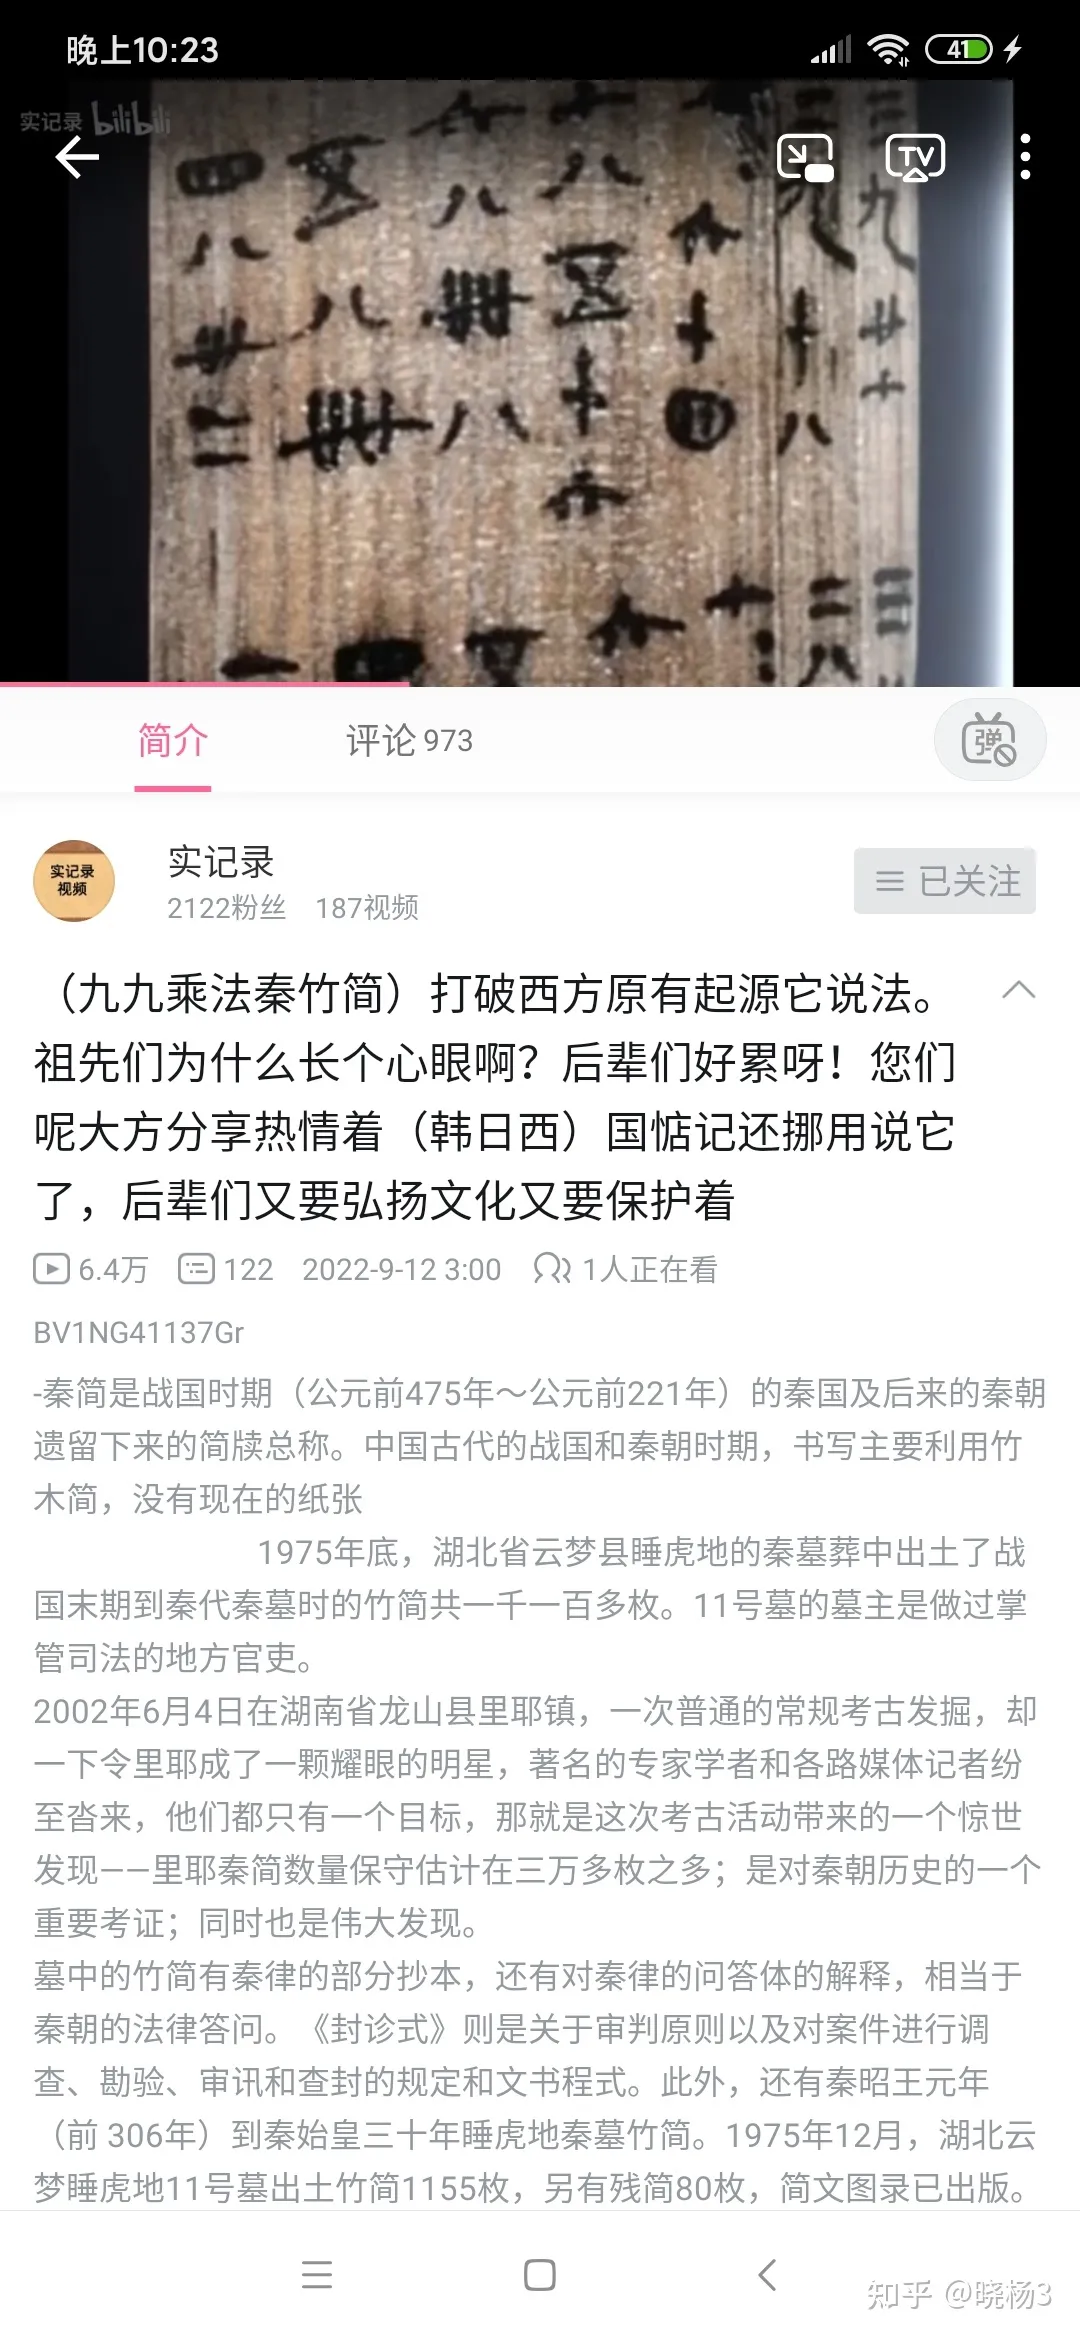 晚上10:23
41
实记录 bilibili
TV
四 五 八 八 六 九 九
八 八 卌 五 十 十 卅
卅 卌 八 十 四 八 十
二 六
一 四 五 六 十 二 三
八
简介 评论 973 弹
实记录
视频
实记录
2122粉丝 187视频
已关注
（九九乘法秦竹简）打破西方原有起源它说法。
祖先们为什么长个心眼啊？后辈们好累呀！您们
呢大方分享热情着（韩日西）国惦记还挪用说它
了，后辈们又要弘扬文化又要保护着
6.4万 122 2022-9-12 3:00 1人正在看
BV1NG41137Gr
-秦简是战国时期（公元前475年～公元前221年）的秦国及后来的秦朝
遗留下来的简牍总称。中国古代的战国和秦朝时期，书写主要利用竹
木简，没有现在的纸张
1975年底，湖北省云梦县睡虎地的秦墓葬中出土了战
国末期到秦代秦墓时的竹简共一千一百多枚。11号墓的墓主是做过掌
管司法的地方官吏。
2002年6月4日在湖南省龙山县里耶镇，一次普通的常规考古发掘，却
一下令里耶成了一颗耀眼的明星，著名的专家学者和各路媒体记者纷
至沓来，他们都只有一个目标，那就是这次考古活动带来的一个惊世
发现——里耶秦简数量保守估计在三万多枚之多；是对秦朝历史的一个
重要考证；同时也是伟大发现。
墓中的竹简有秦律的部分抄本，还有对秦律的问答体的解释，相当于
秦朝的法律答问。《封诊式》则是关于审判原则以及对案件进行调
查、勘验、审讯和查封的规定和文书程式。此外，还有秦昭王元年
（前 306年）到秦始皇三十年睡虎地秦墓竹简。1975年12月，湖北云
梦睡虎地11号墓出土竹简1155枚，另有残简80枚，简文图录已出版。
知乎 @晓杨3